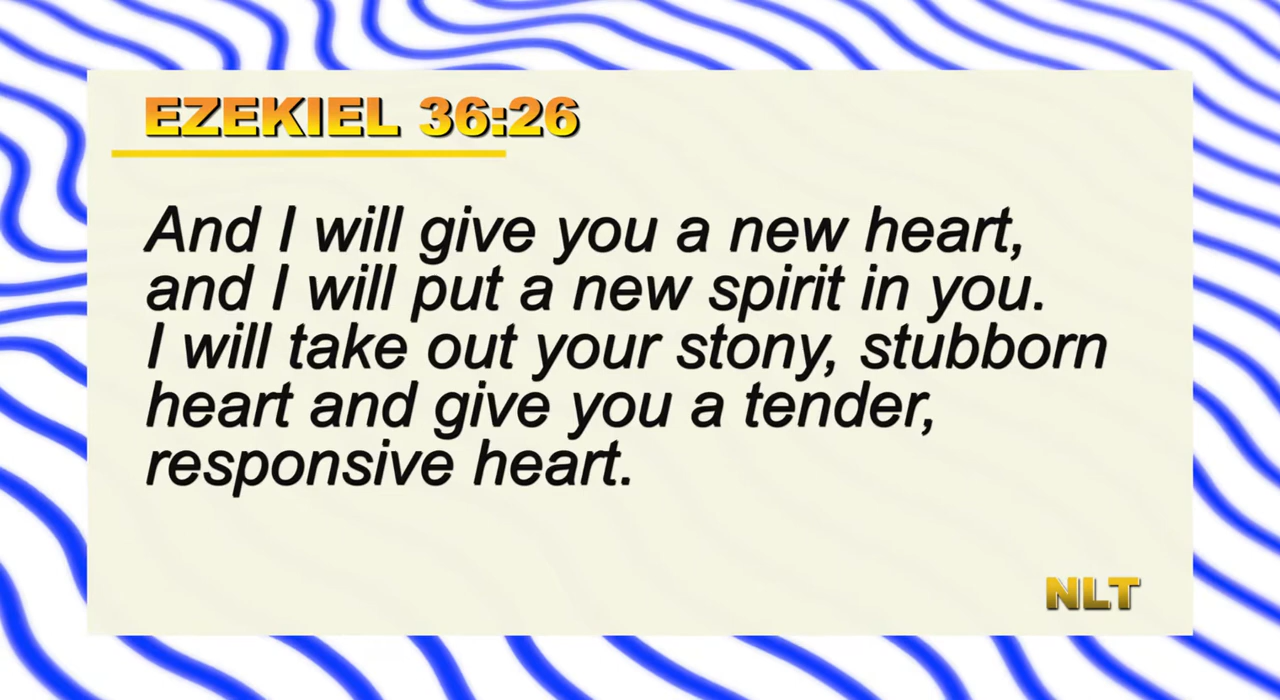 EZEKIEL 36:26
And I will give you a new heart,
and I will put a new spirit in you.
I will take out your stony, stubborn
heart and give you a tender,
responsive heart.
NLT